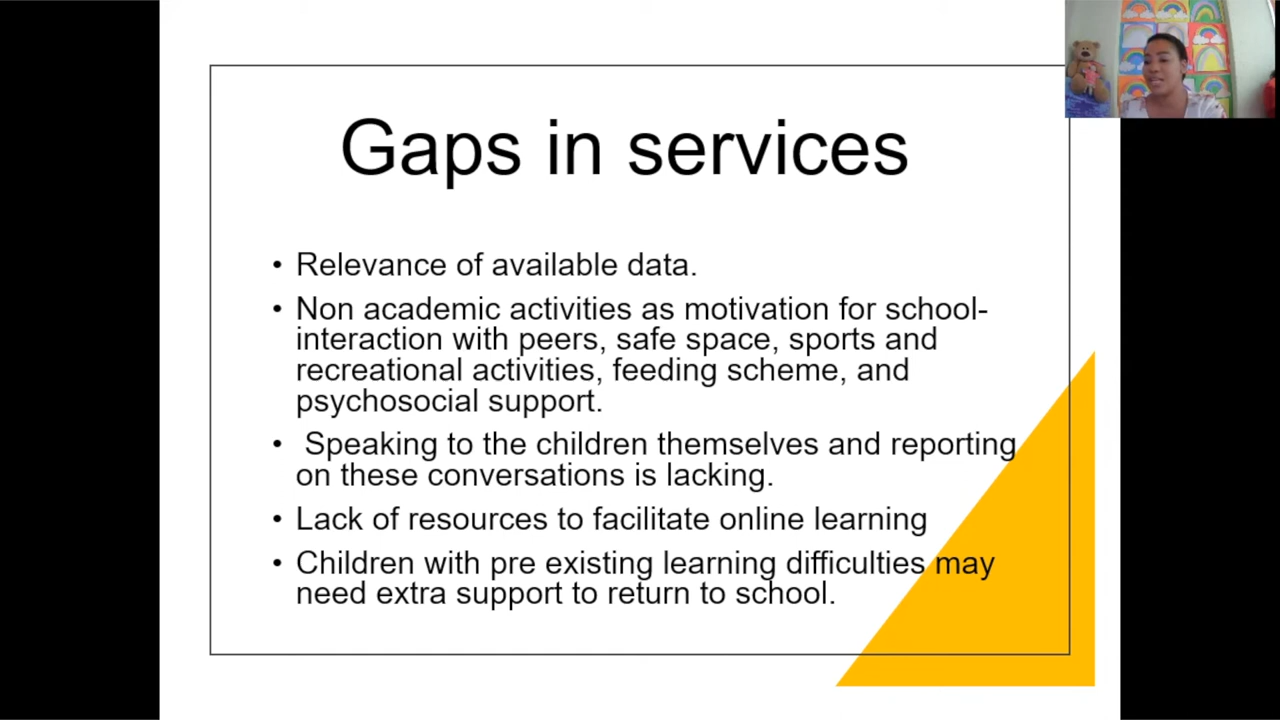 Gaps in services
• Relevance of available data.
• Non academic activities as motivation for school-
interaction with peers, safe space, sports and
recreational activities, feeding scheme, and
psychosocial support.
• Speaking to the children themselves and reporting
on these conversations is lacking.
• Lack of resources to facilitate online learning
• Children with pre existing learning difficulties may
need extra support to return to school.